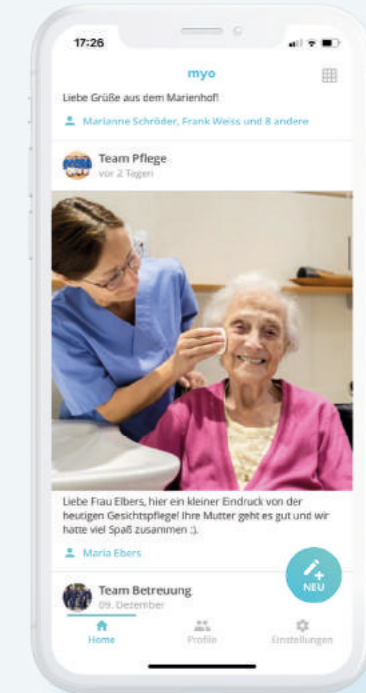 17:26
myo
Liebe Grüße aus dem Marienhof!
Marianne Schröder, Frank Weiss und 8 andere
Team Pflege
vor 2 Tagen
Liebe Frau Elbers, hier ein kleiner Eindruck von der
heutigen Gesichtspflege! Ihre Mutter geht es gut und wir
hatte viel Spaß zusammen :).
Maria Ebers
NEU
Team Betreuung
09. Dezember
Home
Profile
Einstellungen